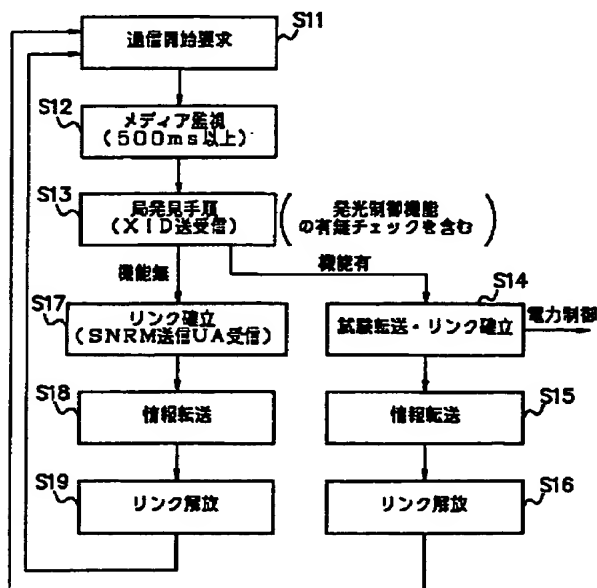 S11
通信開始要求
S12
メディア監視
(500ms以上)
S13
局発見手順
(XID送受信)
(発光制御機能
の有無チェックを含む)
機能無
機能有
S17
リンク確立
(SNRM送信UA受信)
S14
試験転送・リンク確立
電力制御
S18
情報転送
S15
情報転送
S19
リンク解放
S16
リンク解放